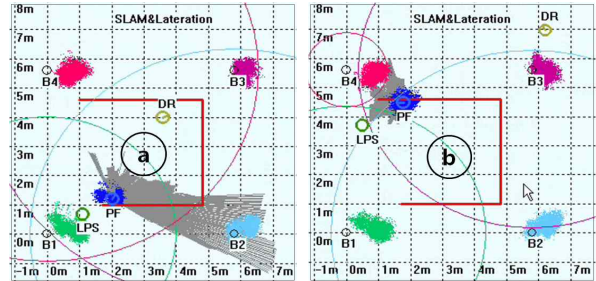 8m
SLAM&Lateration
7m
6m
B4
B3
5m
DR
4m
3m
a
2m
PF
1m
LPS
0m
B1
B2
-1m 0m 1m 2m 3m 4m 5m 6m 7m
8m
SLAM&Lateration
DR
7m
6m
B4
B3
5m
PF
4m
LPS
3m
b
2m
1m
0m
B1
B2
-1m 0m 1m 2m 3m 4m 5m 6m 7m